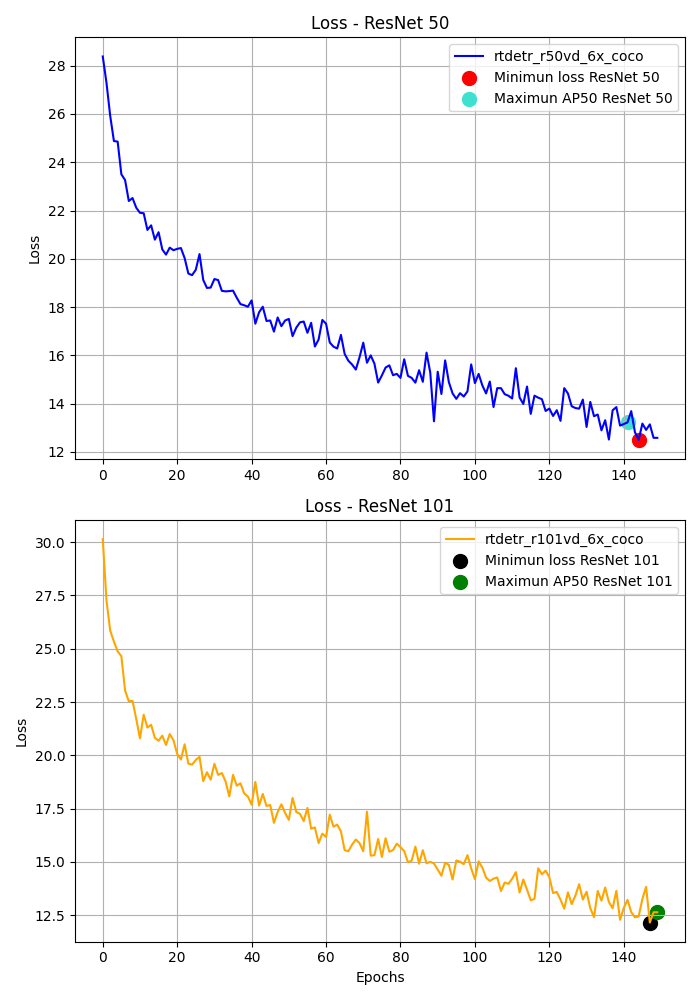 Loss - ResNet 50
28
26
24
22
20
18
16
14
12
Loss
rtdetr_r50vd_6x_coco
Minimun loss ResNet 50
Maximun AP50 ResNet 50
0 20 40 60 80 100 120 140
Loss - ResNet 101
30.0
27.5
25.0
22.5
20.0
17.5
15.0
12.5
Loss
rtdetr_r101vd_6x_coco
Minimun loss ResNet 101
Maximun AP50 ResNet 101
0 20 40 60 80 100 120 140
Epochs